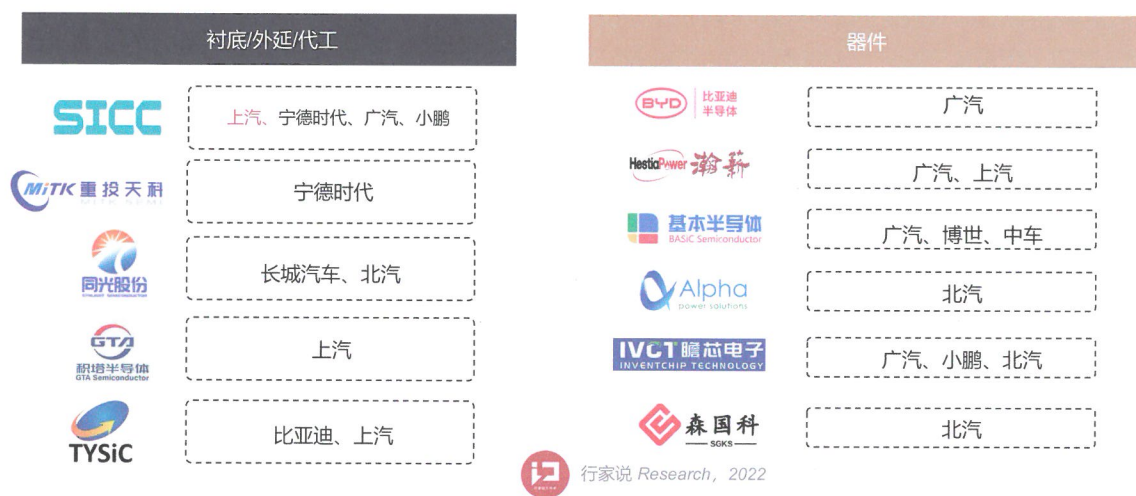 衬底/外延/代工
SICC
上汽、宁德时代、广汽、小鹏
MiTK 重投天科
宁德时代
同光股份
长城汽车、北汽
GTA
积塔半导体
GTA Semiconductor
上汽
TYSiC
比亚迪、上汽
器件
BYD 比亚迪
半导体
广汽
HestiaPower 瀚薪
广汽、上汽
基本半导体
BASiC Semiconductor
广汽、博世、中车
Alpha
power solutions
北汽
IVCT 瞻芯电子
INVENTCHIP TECHNOLOGY
广汽、小鹏、北汽
森国科
SGKS
北汽
行家说 Research, 2022